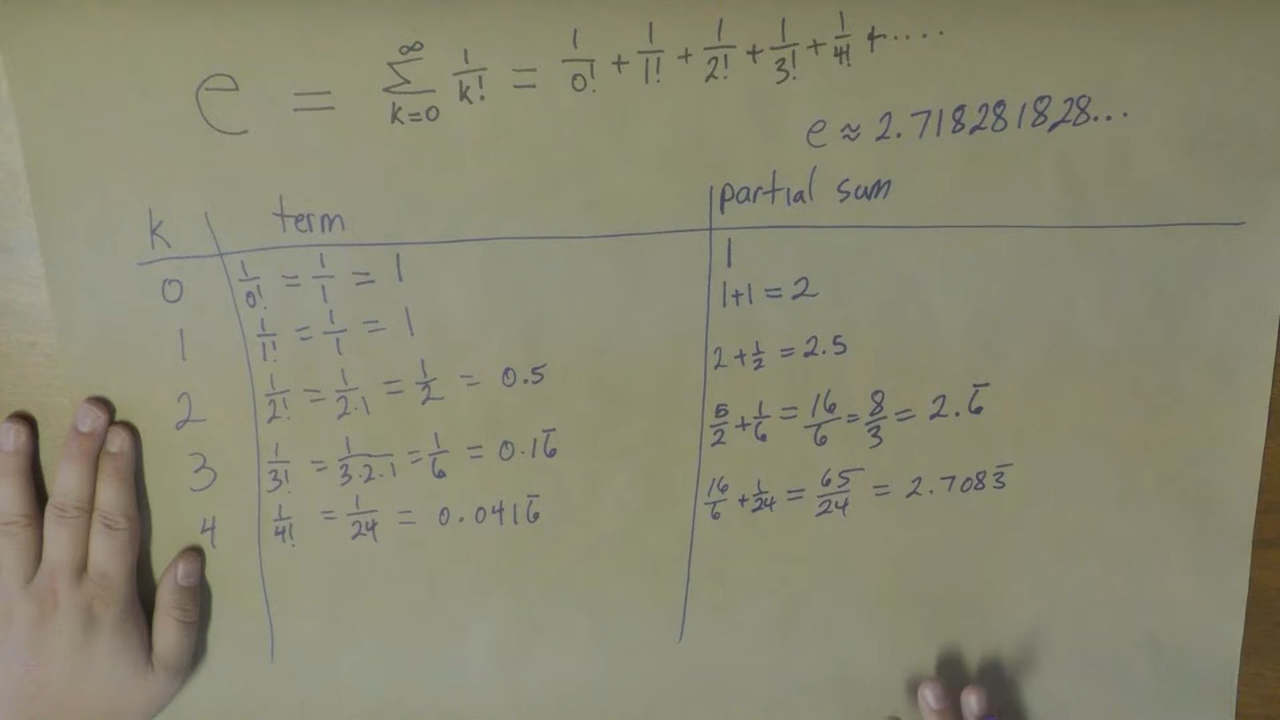 e = ∑_{k=0}^{∞} 1/k! = 1/0! + 1/1! + 1/2! + 1/3! + 1/4! + ....
e ≈ 2.718281828...
k term partial sum
0 1/0! = 1/1 = 1 1
1 1/1! = 1/1 = 1 1+1 = 2
2 1/2! = 1/2·1 = 1/2 = 0.5 2 + 1/2 = 2.5
3 1/3! = 1/3·2·1 = 1/6 = 0.16̅ 5/2 + 1/6 = 16/6 = 8/3 = 2.6̅
4 1/4! = 1/24 = 0.0416̅ 16/6 + 1/24 = 65/24 = 2.7083̅